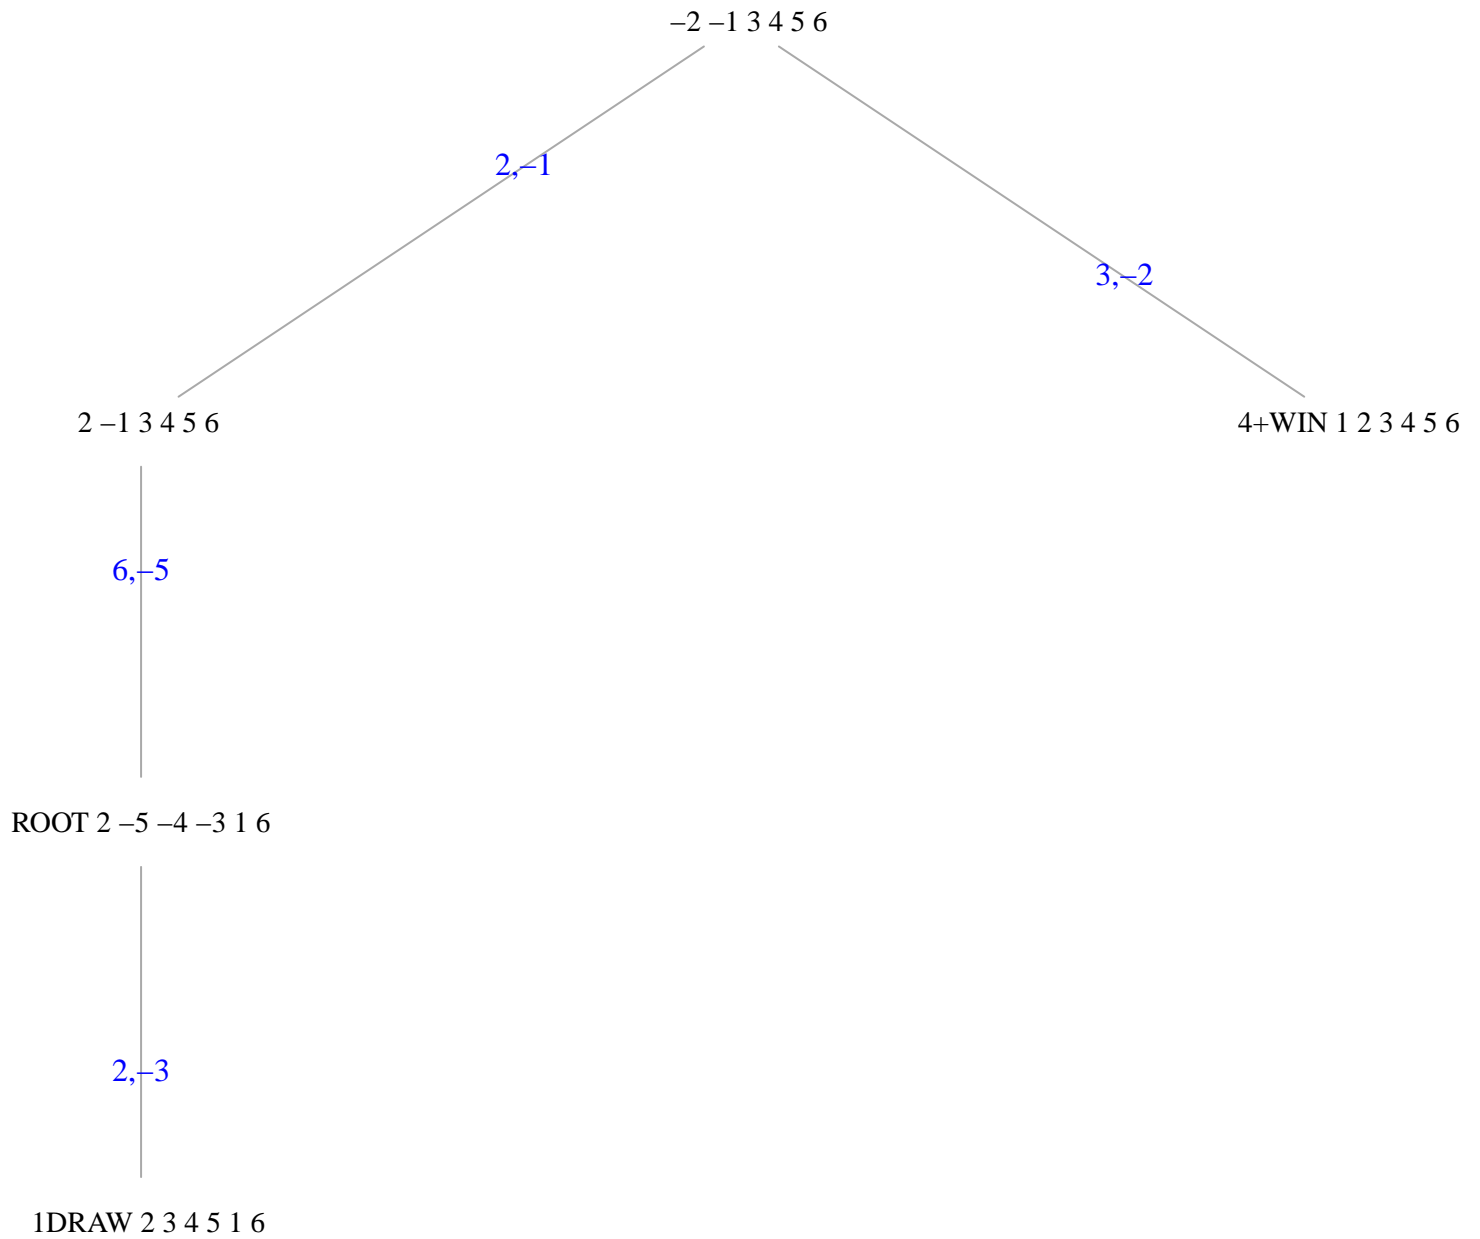 –2 –1 3 4 5 6
2,–1
3,–2
2 –1 3 4 5 6
4+WIN 1 2 3 4 5 6
6,–5
ROOT 2 –5 –4 –3 1 6
2,–3
1DRAW 2 3 4 5 1 6